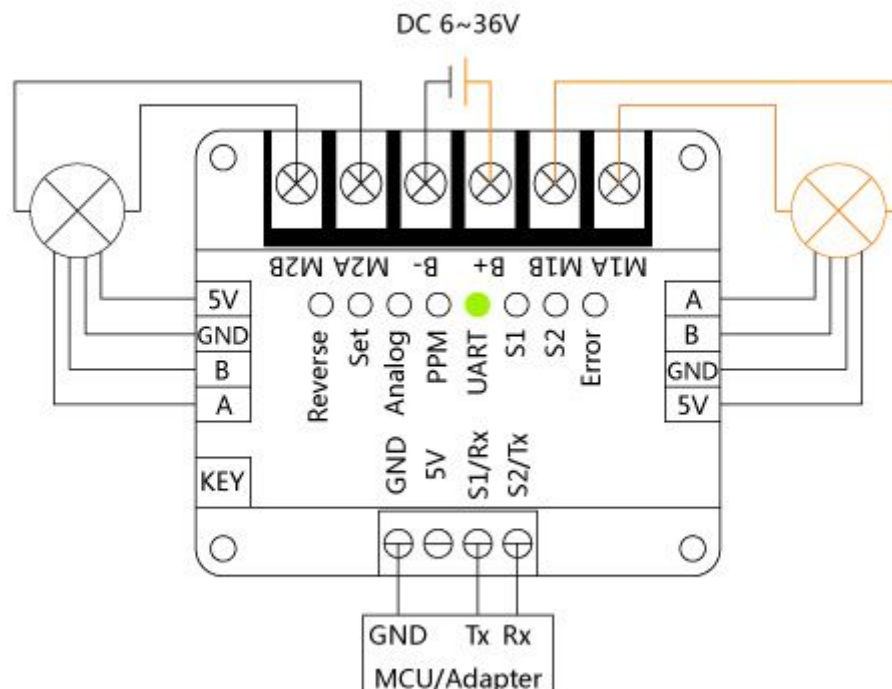 DC 6~36V
M2B M2A B- B+ M1B M1A
5V
GND
B
A
A
B
GND
5V
Reverse Set Analog PPM UART S1 S2 Error
GND 5V S1/Rx S2/Tx
KEY
GND Tx Rx
MCU/Adapter